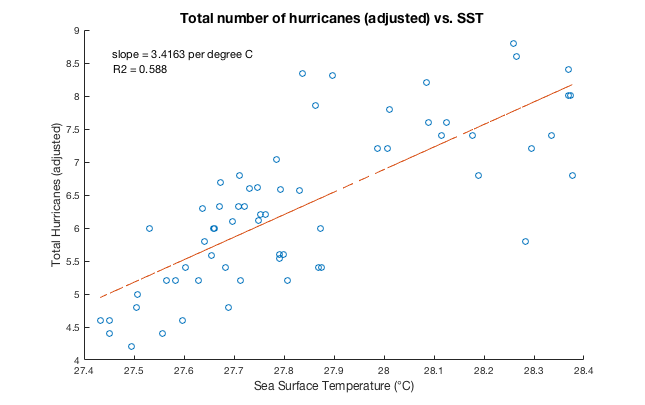 Total number of hurricanes (adjusted) vs. SST
slope = 3.4163 per degree C
R2 = 0.588
Total Hurricanes (adjusted)
9
8.5
8
7.5
7
6.5
6
5.5
5
4.5
4
27.4 27.5 27.6 27.7 27.8 27.9 28 28.1 28.2 28.3 28.4
Sea Surface Temperature (°C)